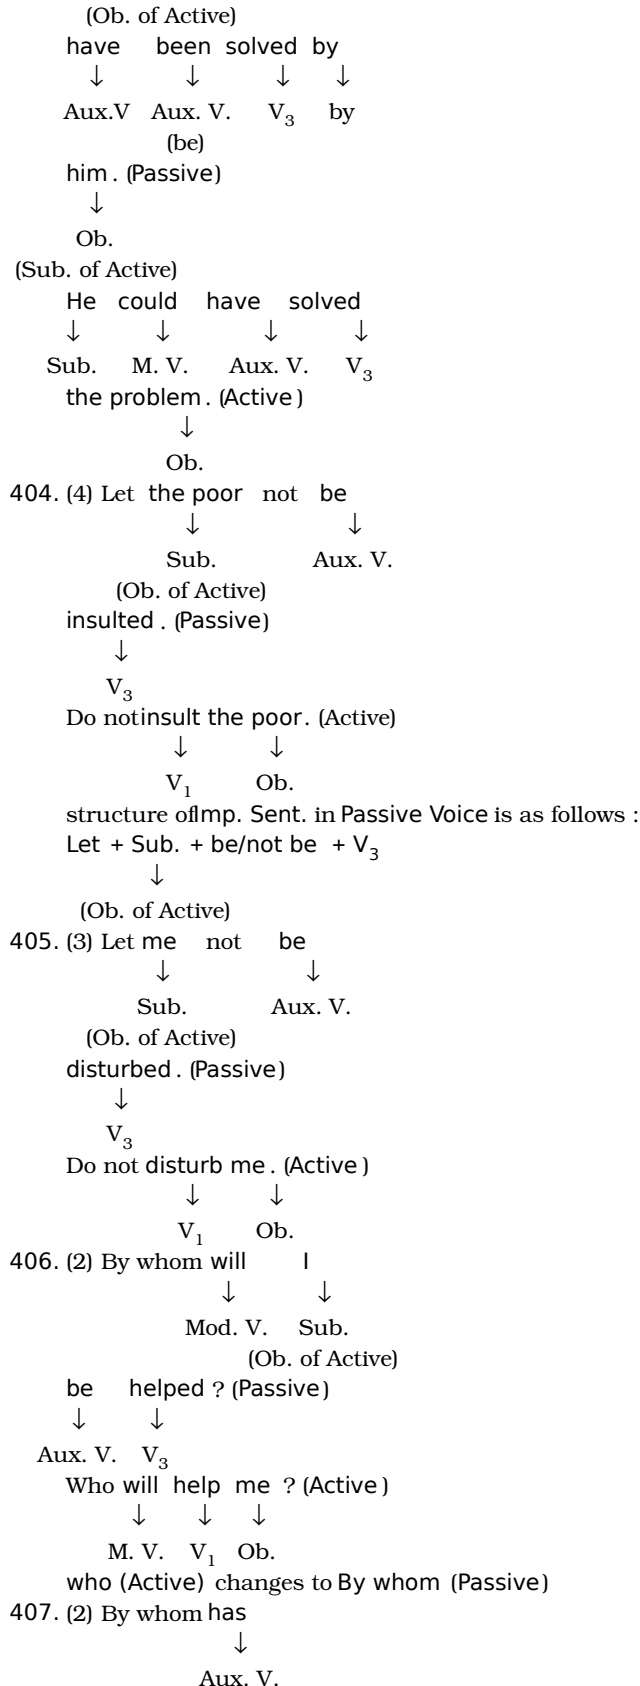 (Ob. of Active)
have been solved by
↓ ↓ ↓ ↓
Aux.V Aux. V. V3 by
(be)
him. (Passive)
↓
Ob.
(Sub. of Active)
He could have solved
↓ ↓ ↓ ↓
Sub. M. V. Aux. V. V3
the problem. (Active)
↓
Ob.
404. (4) Let the poor not be
↓ ↓
Sub. Aux. V.
(Ob. of Active)
insulted. (Passive)
↓
V3
Do not insult the poor. (Active)
↓ ↓
V1 Ob.
structure of Imp. Sent. in Passive Voice is as follows :
Let + Sub. + be/not be + V3
↓
(Ob. of Active)
405. (3) Let me not be
↓ ↓
Sub. Aux. V.
(Ob. of Active)
disturbed. (Passive)
↓
V3
Do not disturb me. (Active)
↓ ↓
V1 Ob.
406. (2) By whom will I
↓ ↓
Mod. V. Sub.
(Ob. of Active)
be helped ? (Passive)
↓ ↓
Aux. V. V3
Who will help me ? (Active)
↓ ↓ ↓
M. V. V1 Ob.
who (Active) changes to By whom (Passive)
407. (2) By whom has
↓
Aux. V.